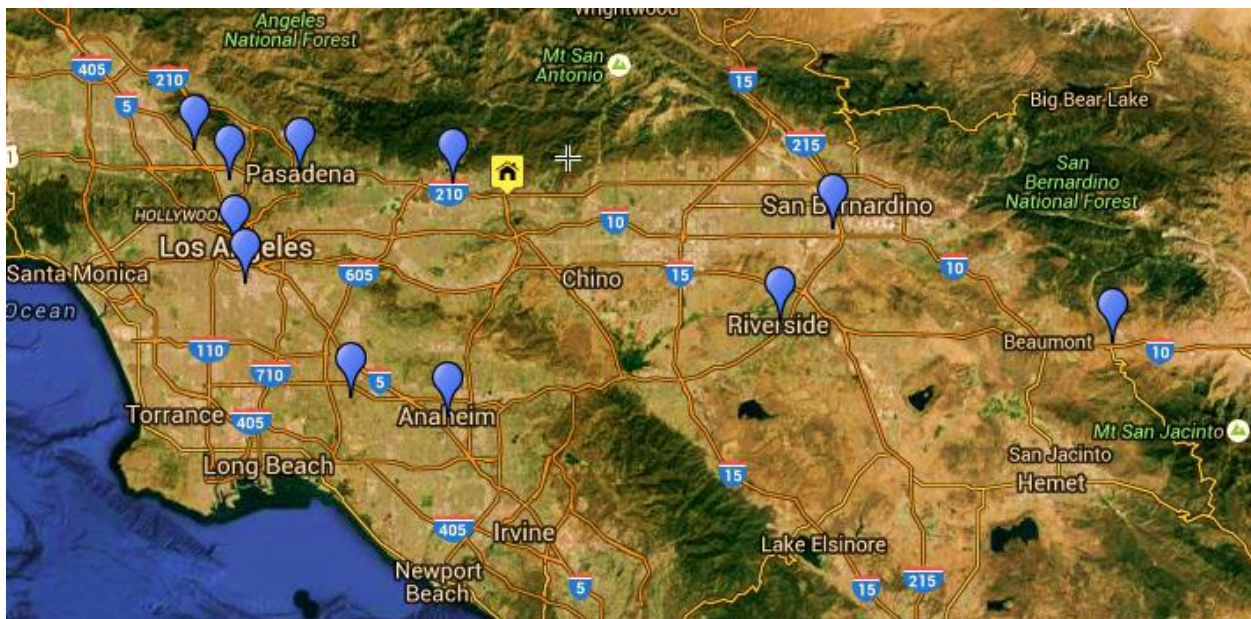 Wrightwood
Angeles
National Forest
Mt San
Antonio
405
210
15
5
Big Bear Lake
215
1
San
Bernardino
National Forest
Pasadena
210
HOLLYWOOD
San Bernardino
10
Los Angeles
Santa Monica
605
Chino
15
10
Ocean
Riverside
110
Beaumont
10
710
5
Torrance
405
Anaheim
Mt San Jacinto
Long Beach
15
San Jacinto
Hemet
405
Irvine
Lake Elsinore
Newport
Beach
5
15
215